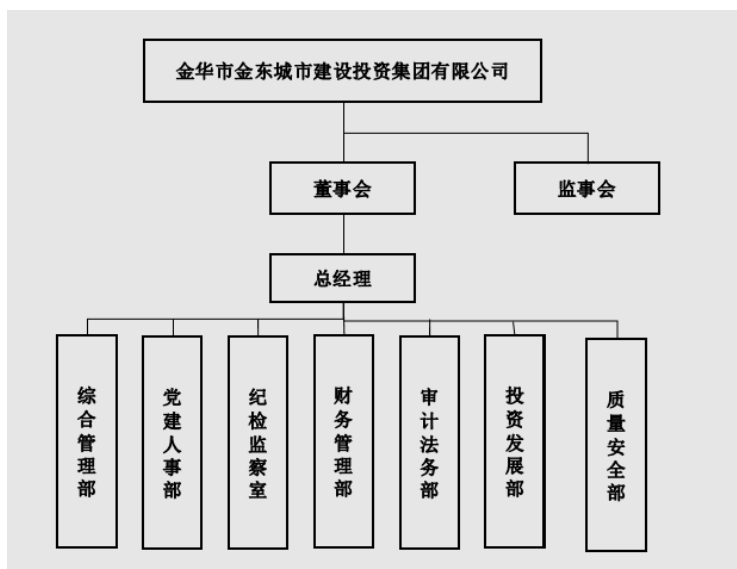 金华市金东城市建设投资集团有限公司
董事会
监事会
总经理
综合管理部
党建人事部
纪检监察室
财务管理部
审计法务部
投资发展部
质量安全部